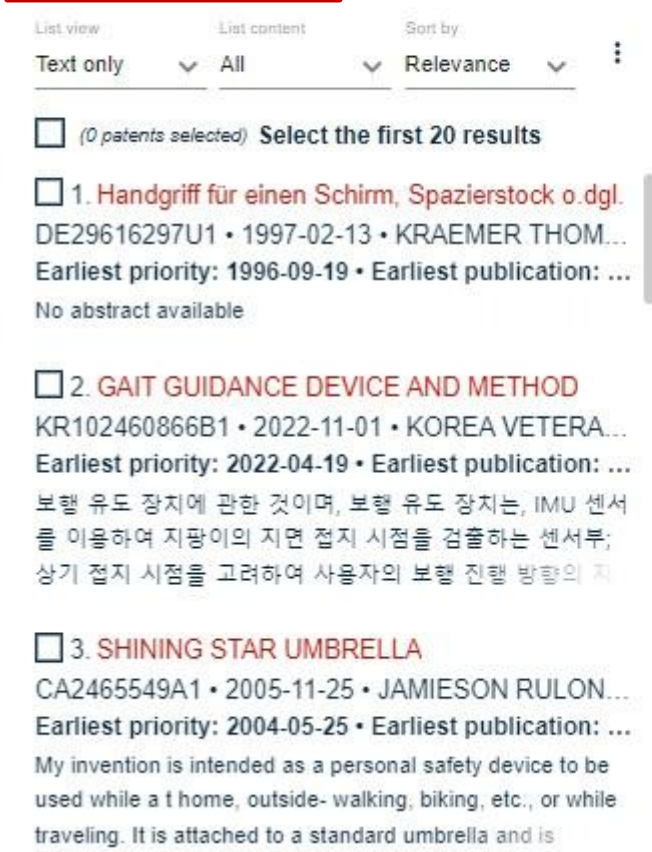 List view List content Sort by
Text only All Relevance
(0 patents selected) Select the first 20 results
1. Handgriff für einen Schirm, Spazierstock o.dgl.
DE29616297U1 • 1997-02-13 • KRAEMER THOM...
Earliest priority: 1996-09-19 • Earliest publication: ...
No abstract available
2. GAIT GUIDANCE DEVICE AND METHOD
KR102460866B1 • 2022-11-01 • KOREA VETERA...
Earliest priority: 2022-04-19 • Earliest publication: ...
보행 유도 장치에 관한 것이며, 보행 유도 장치는, IMU 센서
를 이용하여 지팡이의 지면 접지 시점을 검출하는 센서부;
상기 접지 시점을 고려하여 사용자의 보행 진행 방향의
3. SHINING STAR UMBRELLA
CA2465549A1 • 2005-11-25 • JAMIESON RULON...
Earliest priority: 2004-05-25 • Earliest publication: ...
My invention is intended as a personal safety device to be
used while a t home, outside- walking, biking, etc., or while
traveling. It is attached to a standard umbrella and is